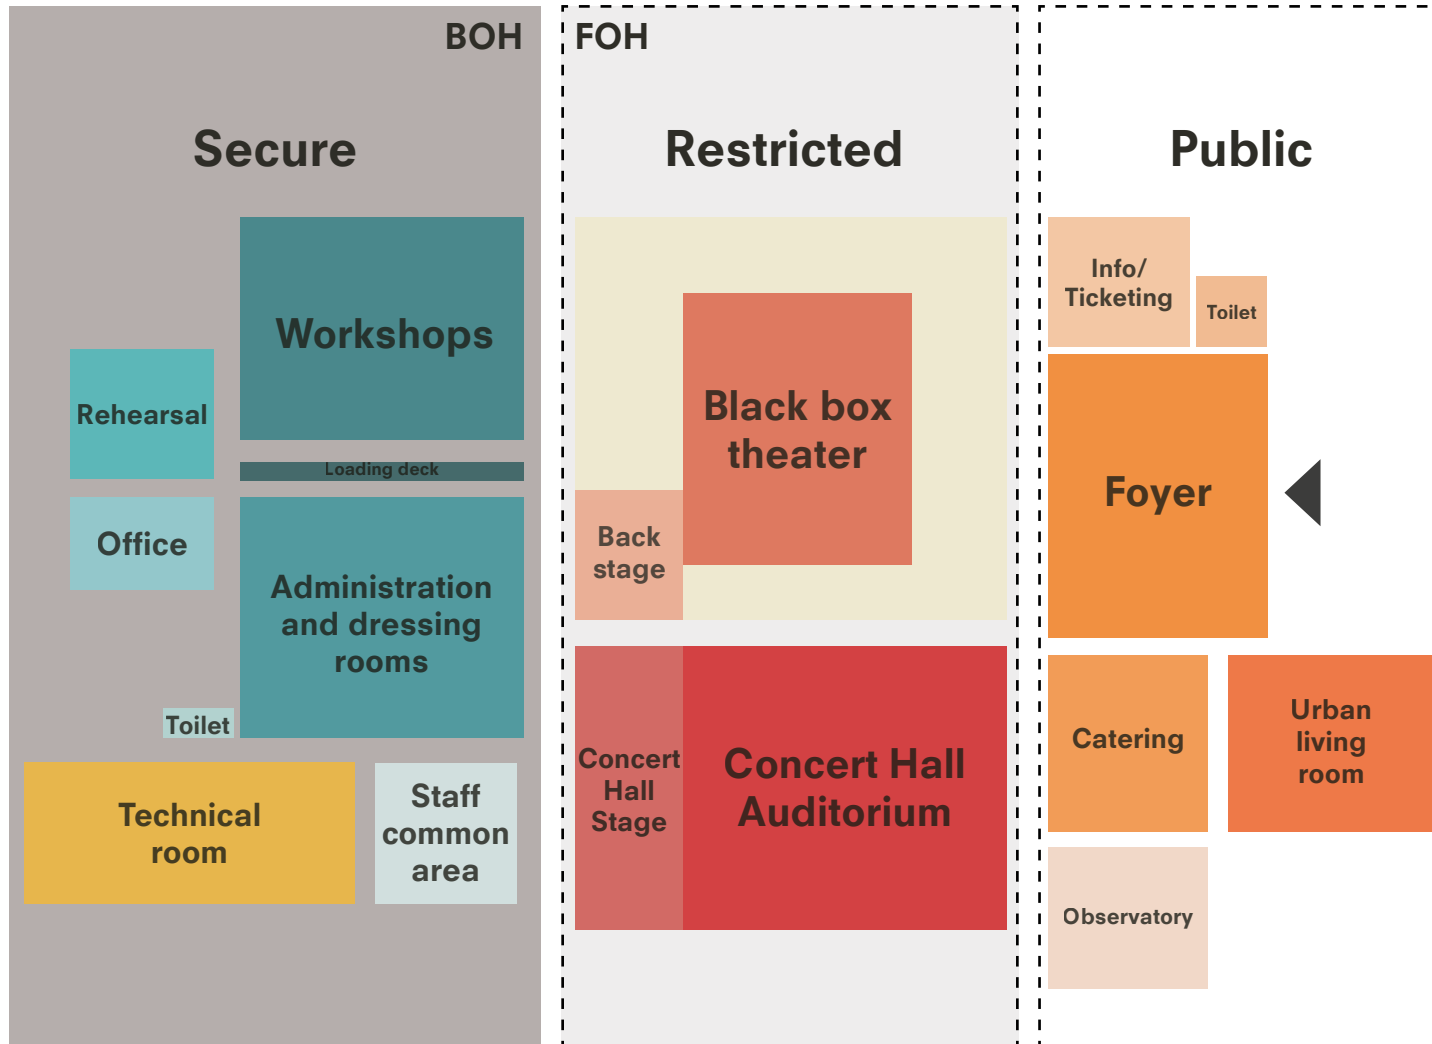 BOH
FOH
Secure
Restricted
Public
Workshops
Rehearsal
Loading deck
Office
Administration
and dressing
rooms
Toilet
Technical
room
Staff
common
area
Black box
theater
Back
stage
Concert
Hall
Stage
Concert Hall
Auditorium
Info/
Ticketing
Toilet
Foyer
Catering
Urban
living
room
Observatory